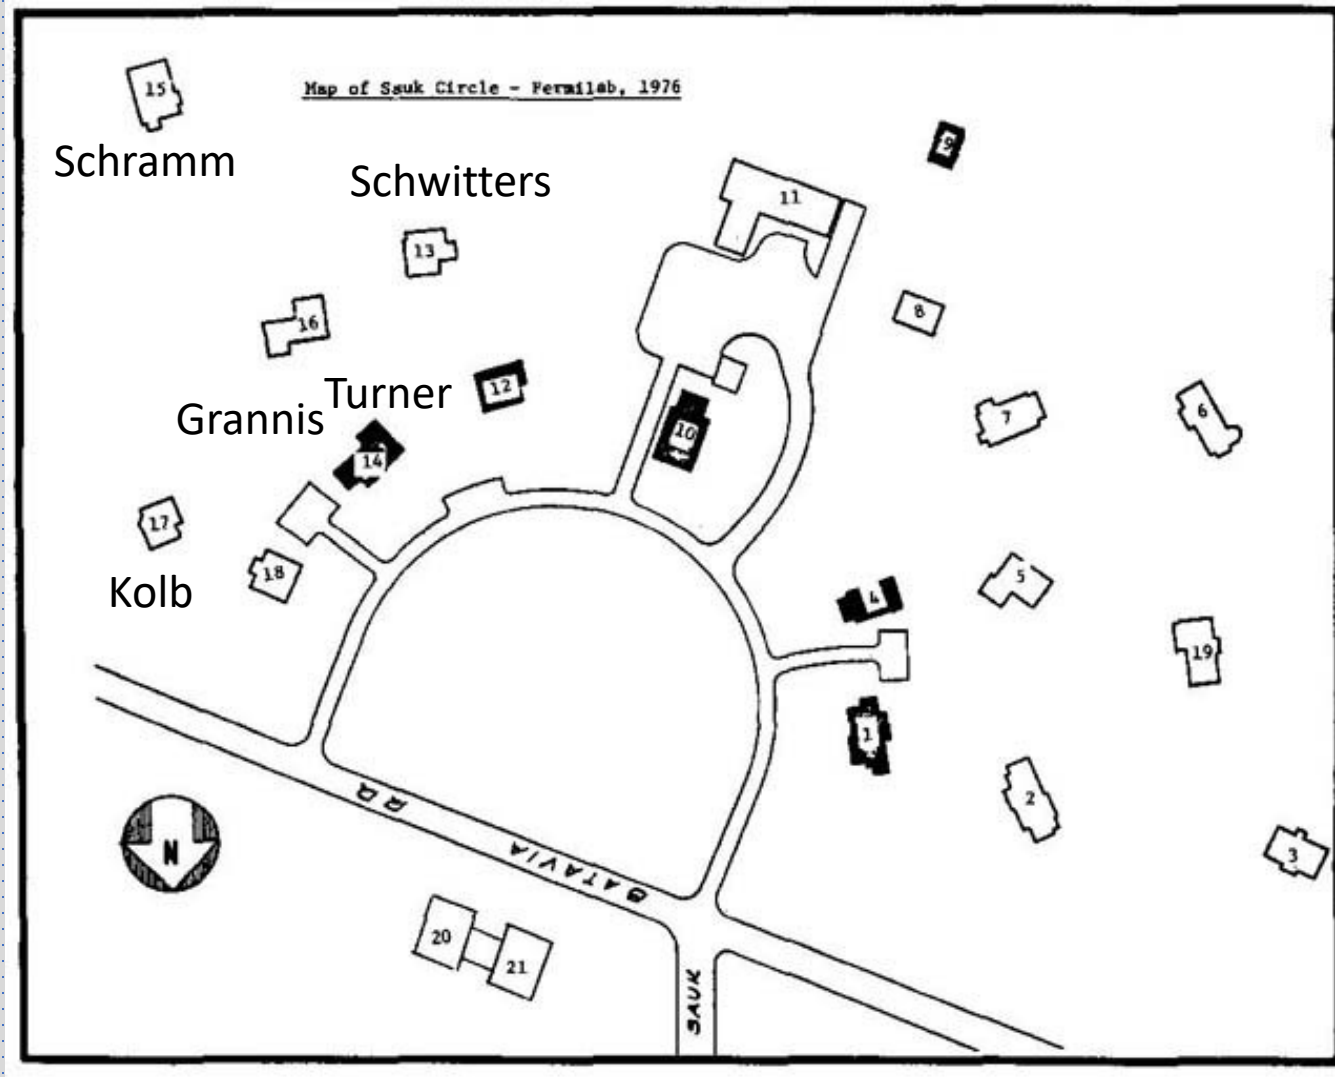 Map of Sauk Circle - Fermilab, 1976
15
Schramm
9
Schwitters
11
13
8
16
Turner
12
7
6
Grannis
10
14
17
18
5
4
Kolb
19
1
RD
2
BATAVIA
3
N
20
21
SAUK